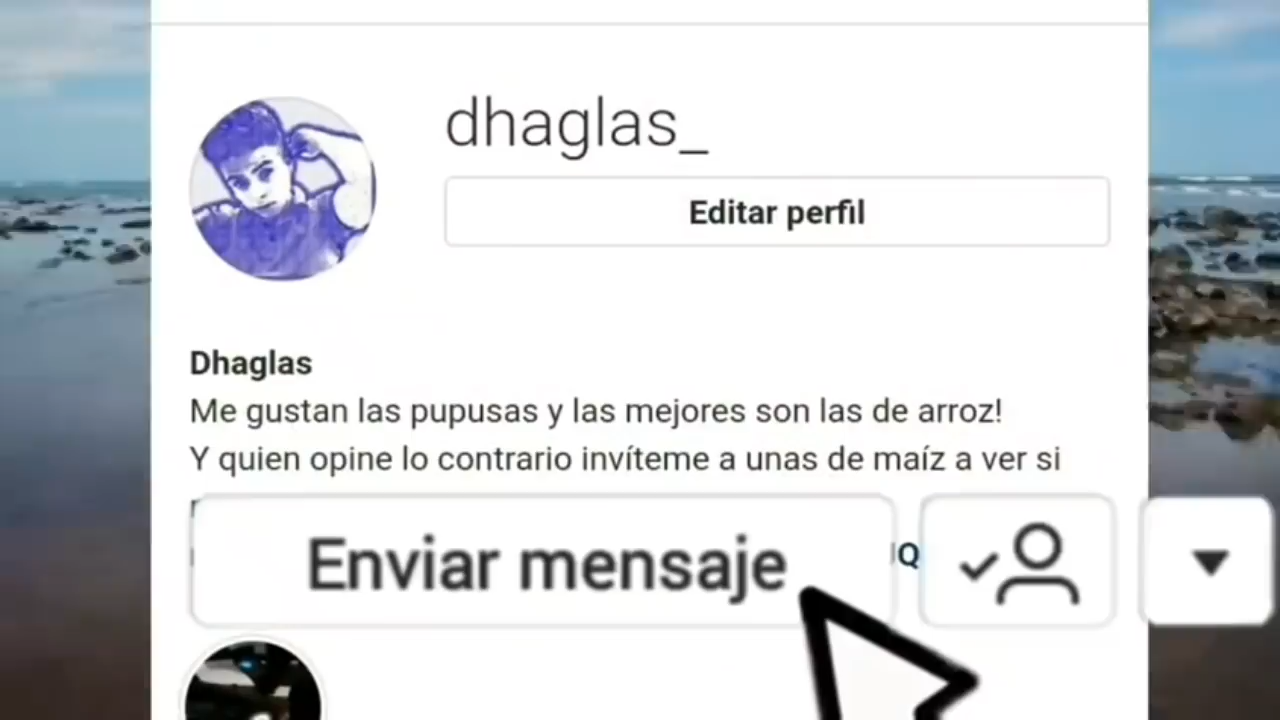 dhaglas_
Editar perfil
Dhaglas
Me gustan las pupusas y las mejores son las de arroz!
Y quien opine lo contrario invíteme a unas de maíz a ver si
Enviar mensaje